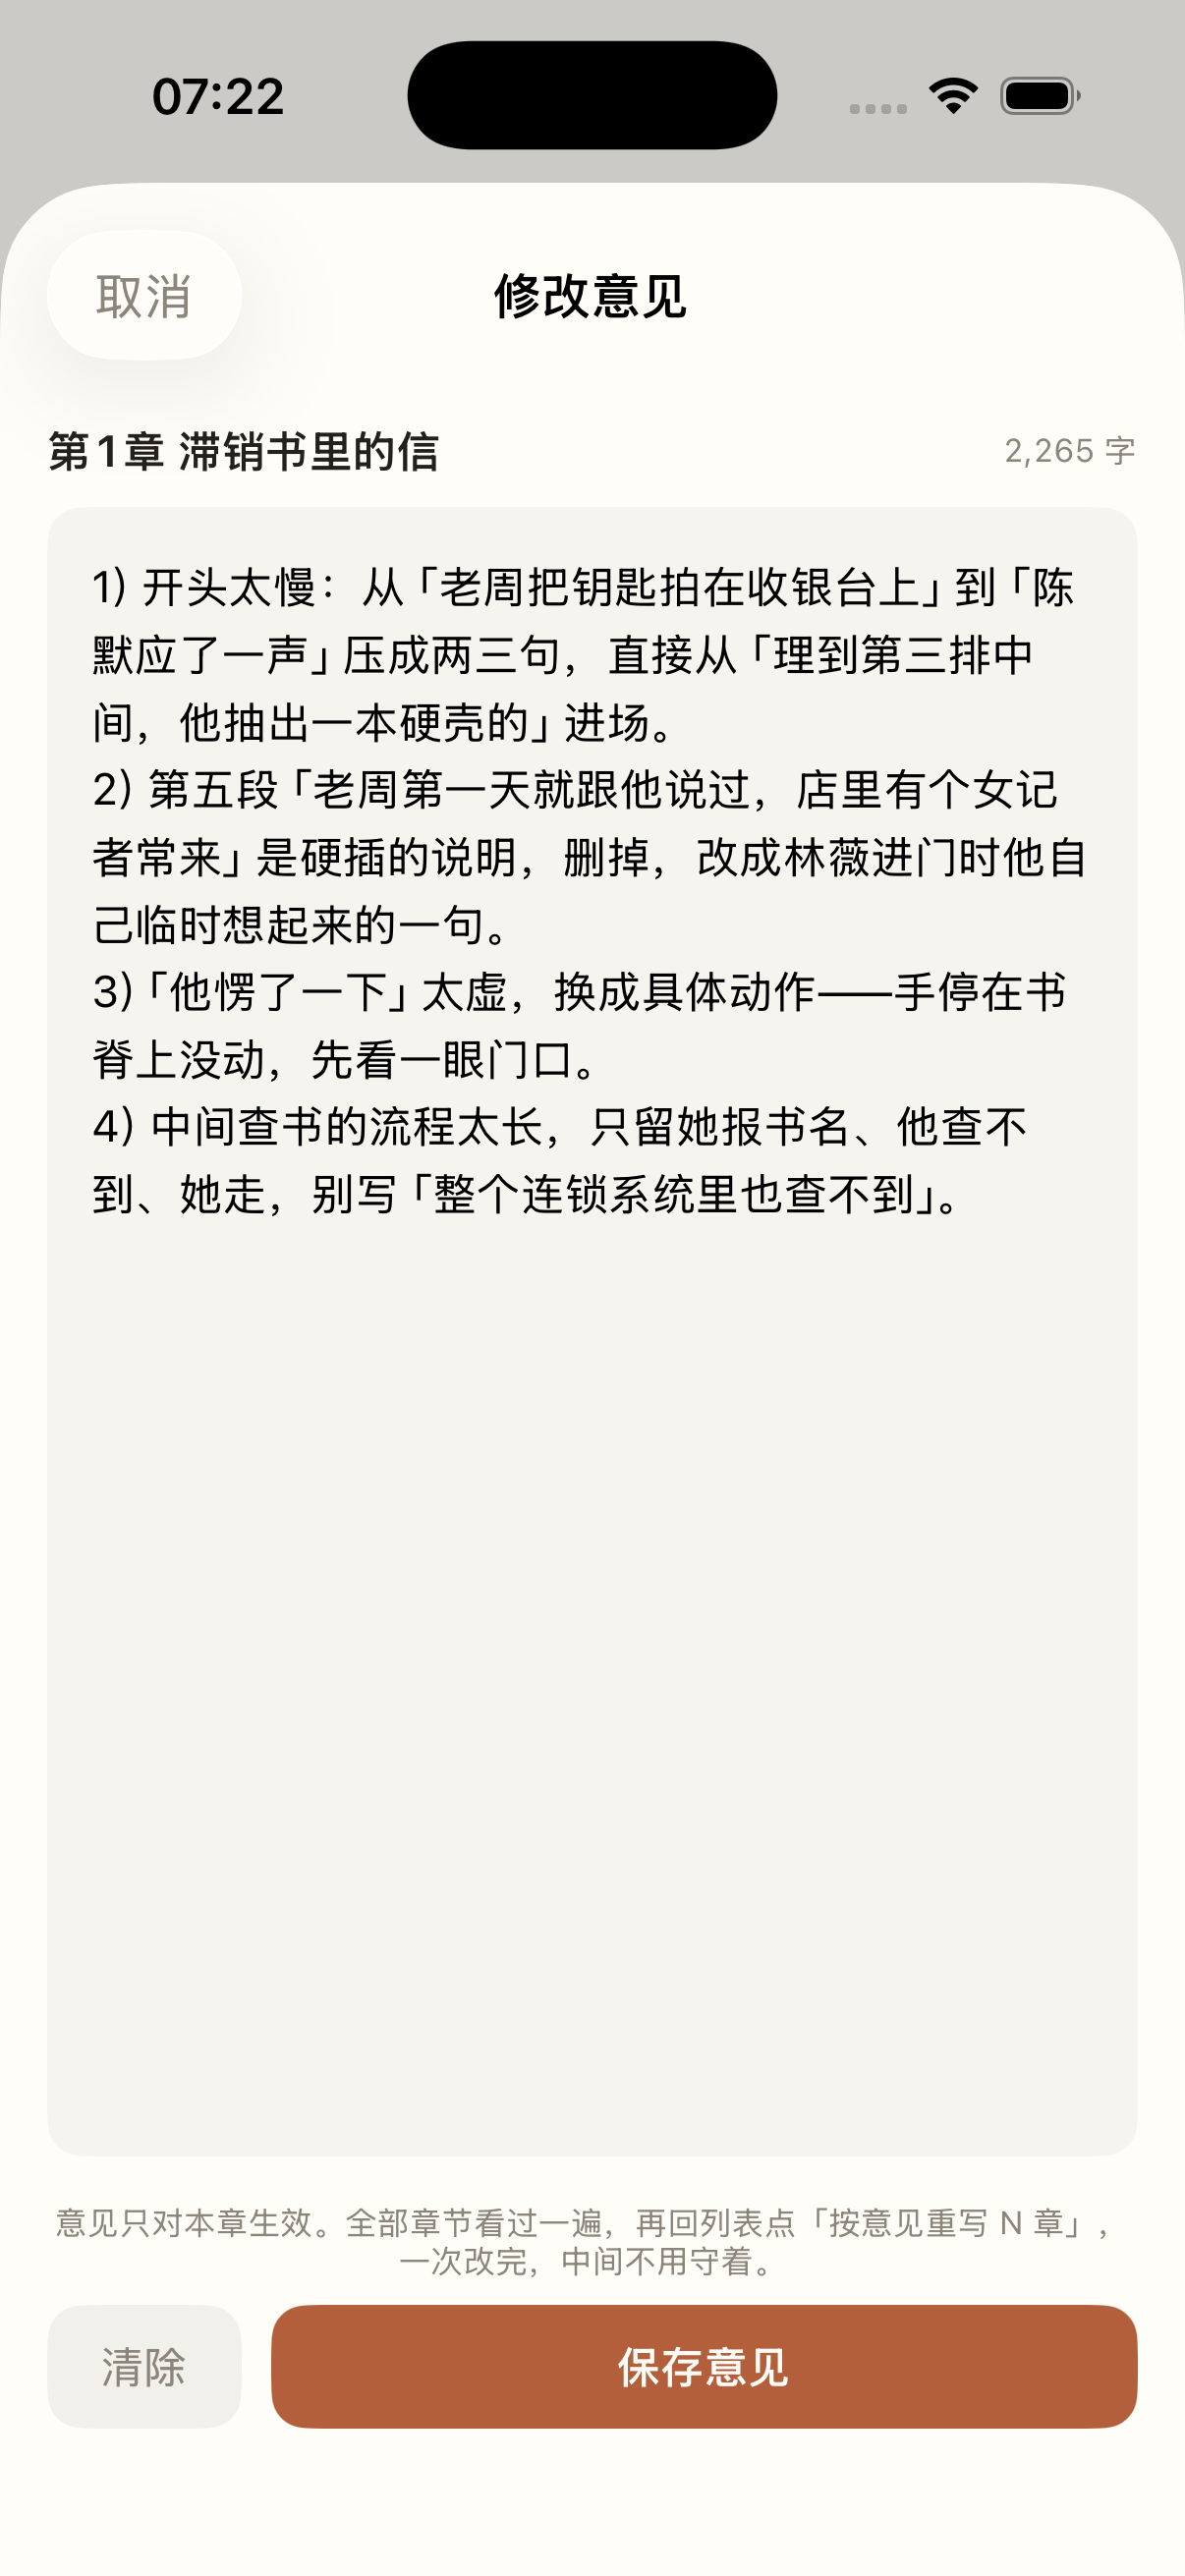 07:22
取消
修改意见
第1章 滞销书里的信
2,265 字
1) 开头太慢：从「老周把钥匙拍在收银台上」到「陈
默应了一声」压成两三句，直接从「理到第三排中
间，他抽出一本硬壳的」进场。
2) 第五段「老周第一天就跟他说过，店里有个女记
者常来」是硬插的说明，删掉，改成林薇进门时他自
己临时想起来的一句。
3)「他愣了一下」太虚，换成具体动作——手停在书
脊上没动，先看一眼门口。
4) 中间查书的流程太长，只留她报书名、他查不
到、她走，别写「整个连锁系统里也查不到」。
意见只对本章生效。全部章节看过一遍，再回列表点「按意见重写 N 章」，
一次改完，中间不用守着。
清除
保存意见